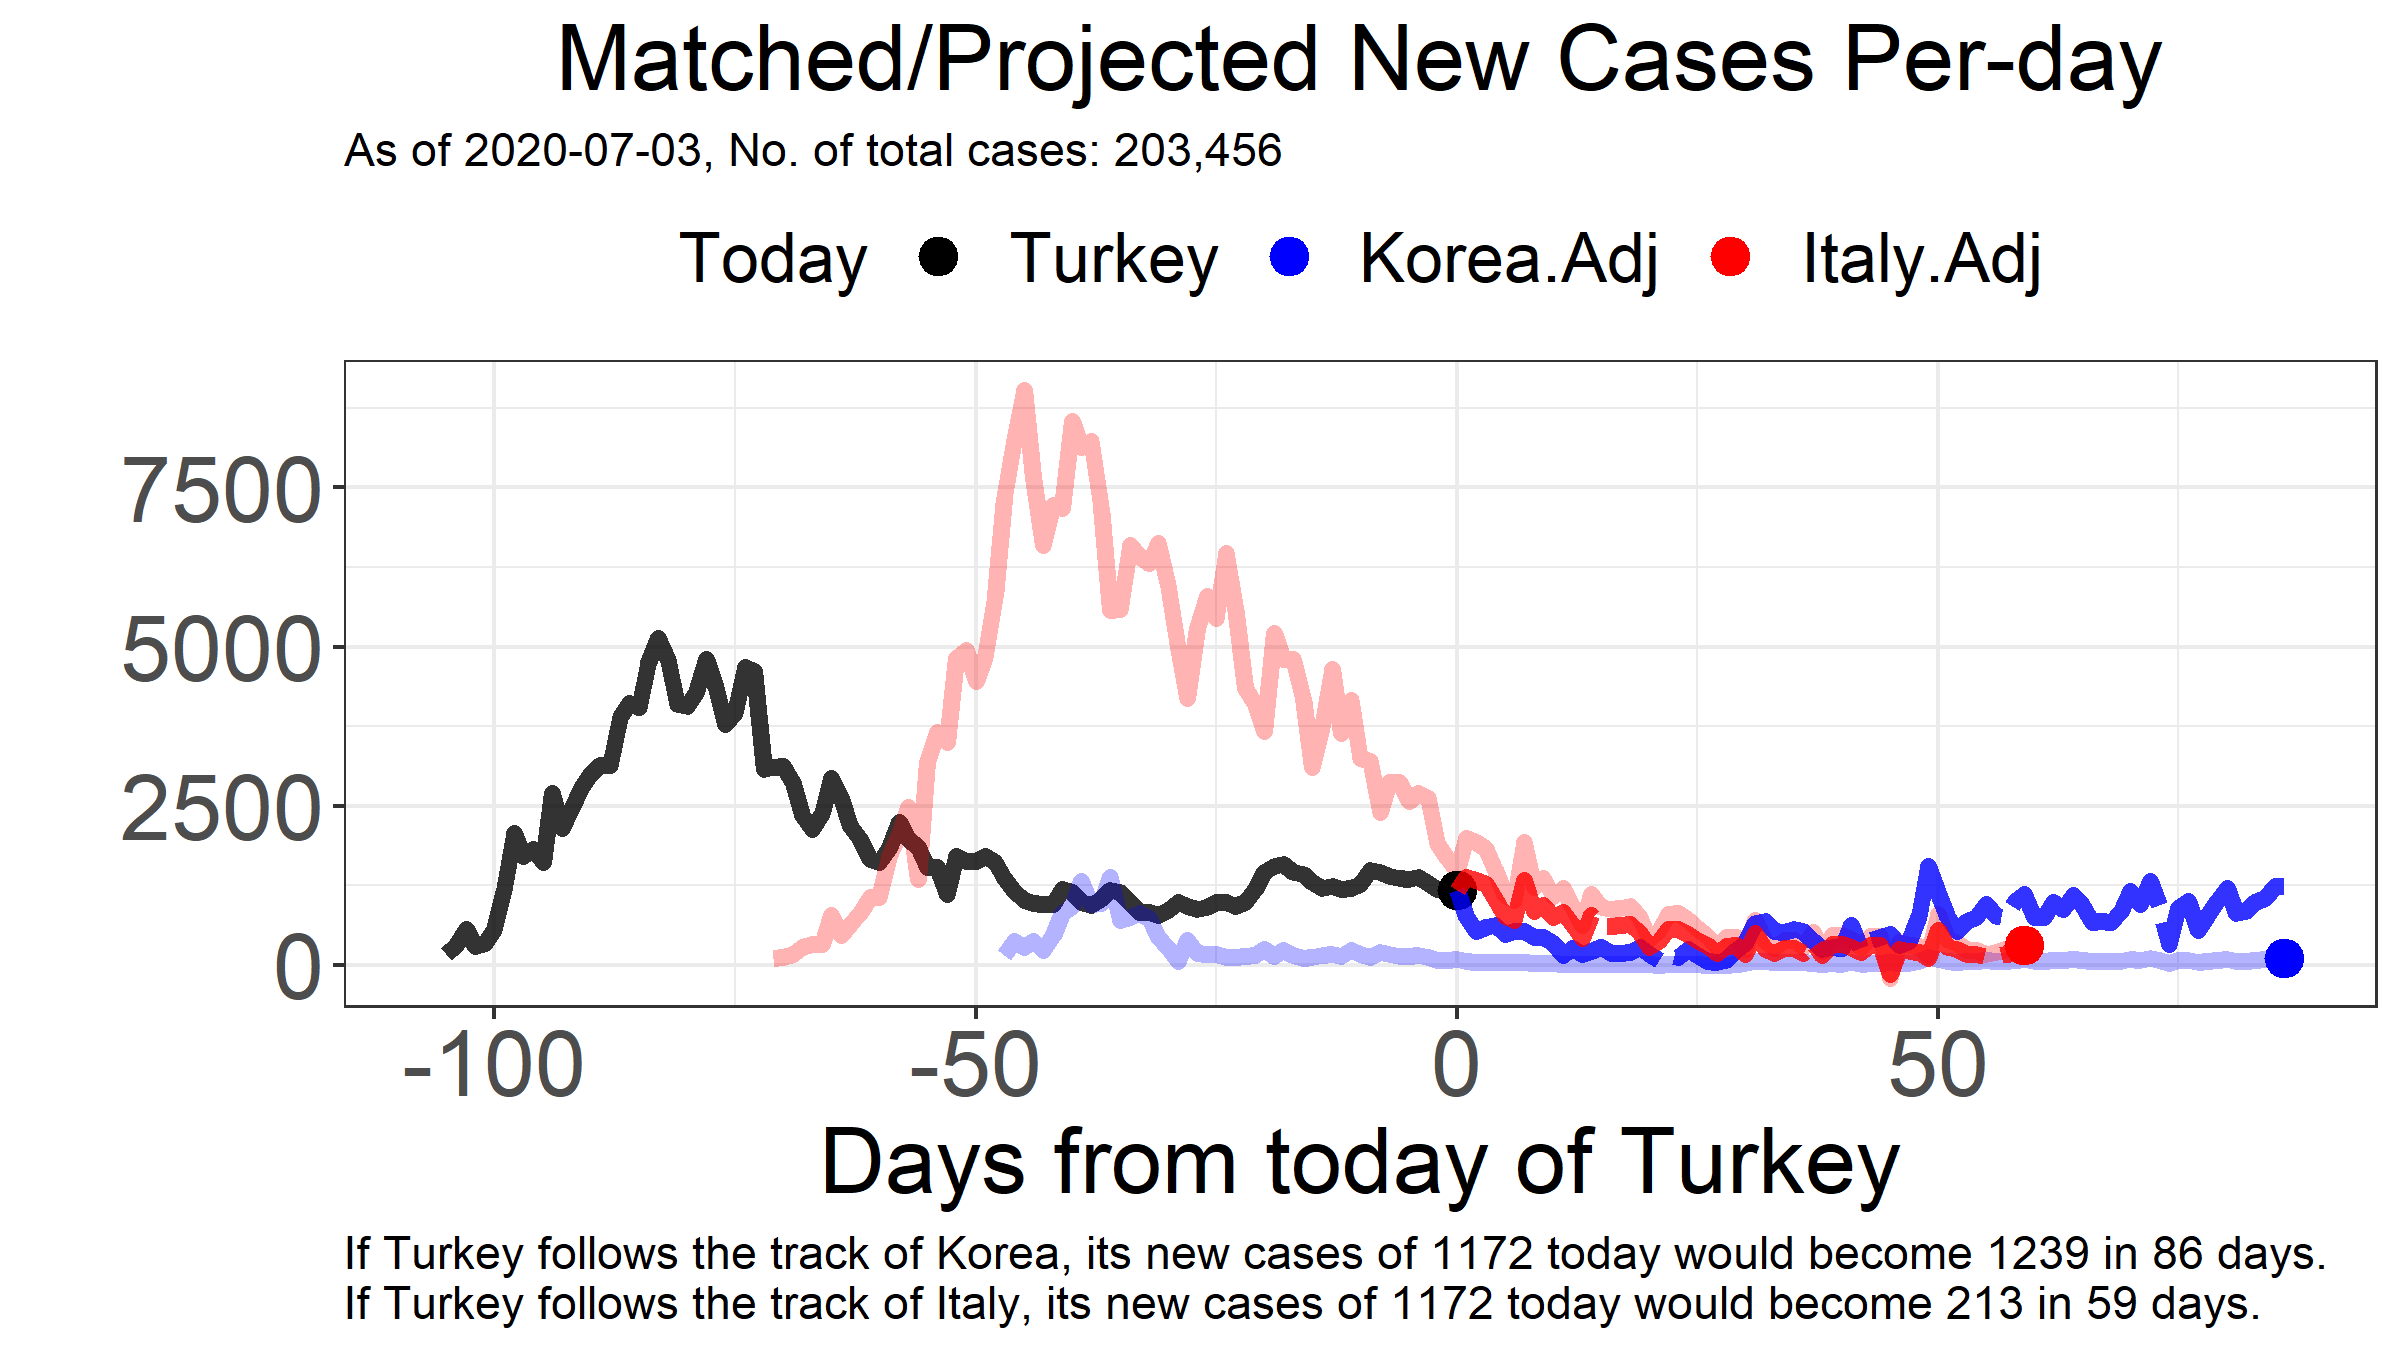 Matched/Projected New Cases Per-day
As of 2020-07-03, No. of total cases: 203,456
Today Turkey Korea.Adj Italy.Adj
7500
5000
2500
0
-100 -50 0 50
Days from today of Turkey
If Turkey follows the track of Korea, its new cases of 1172 today would become 1239 in 86 days.
If Turkey follows the track of Italy, its new cases of 1172 today would become 213 in 59 days.